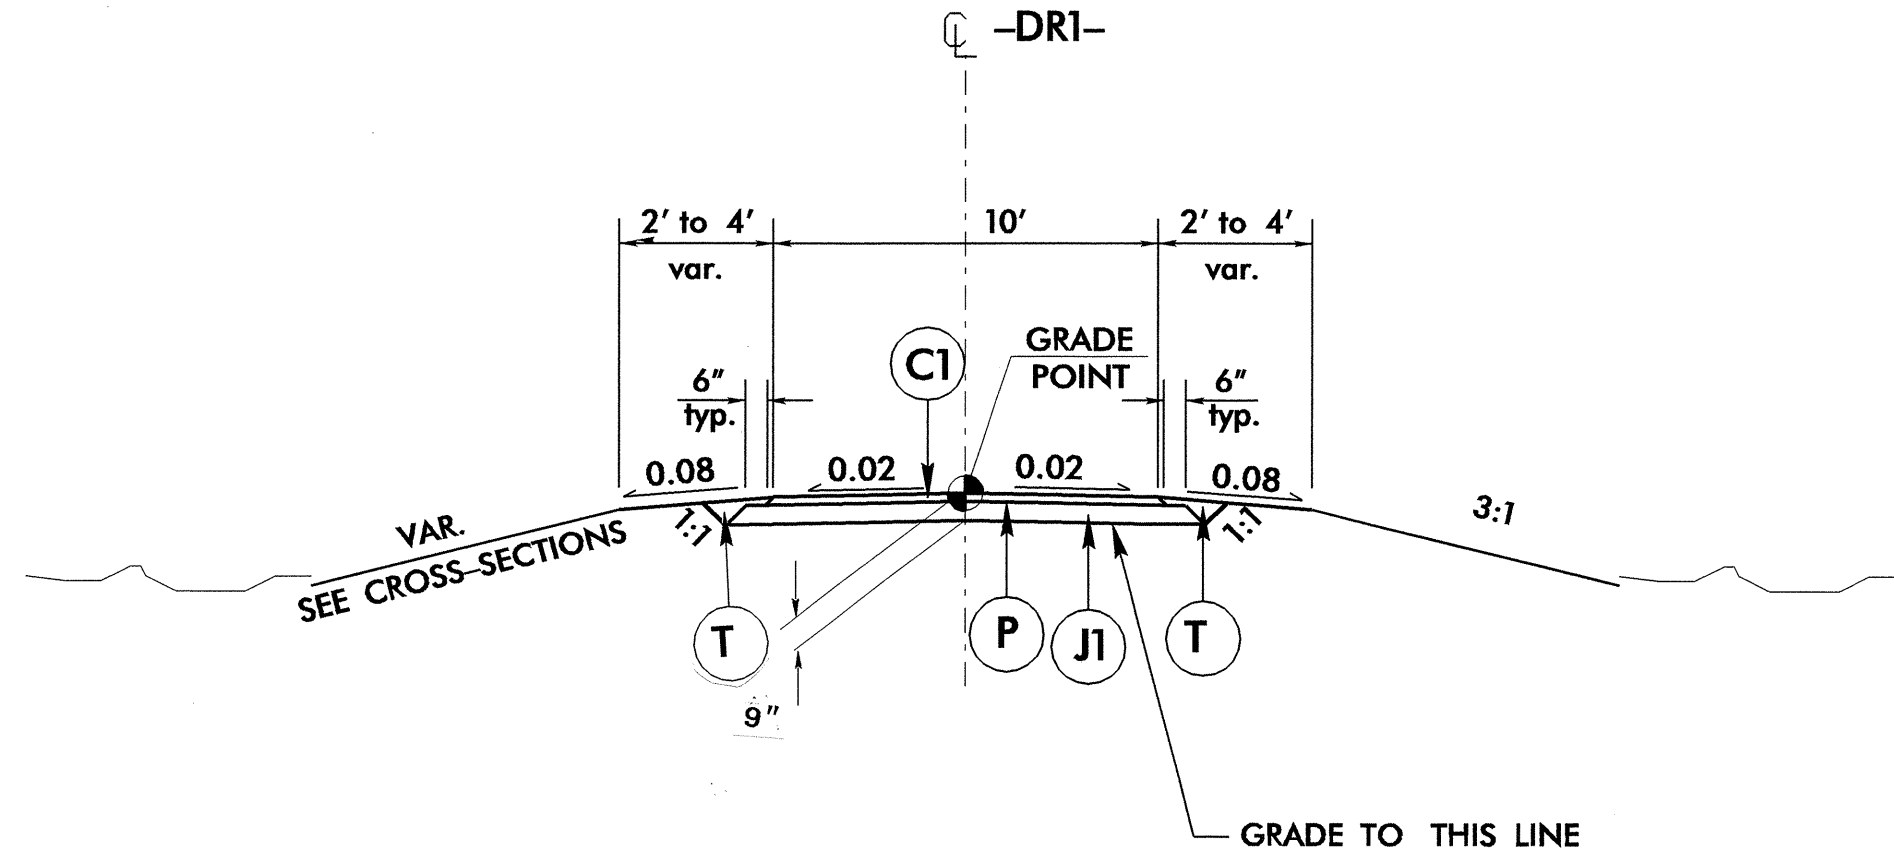 CL –DR1–
2' to 4' 10' 2' to 4'
var. var.
GRADE
POINT
C1
6" 6"
typ. typ.
0.08 0.02 0.02 0.08
3:1
VAR.
SEE CROSS–SECTIONS
1:1 1:1
T P J1 T
9"
GRADE TO THIS LINE